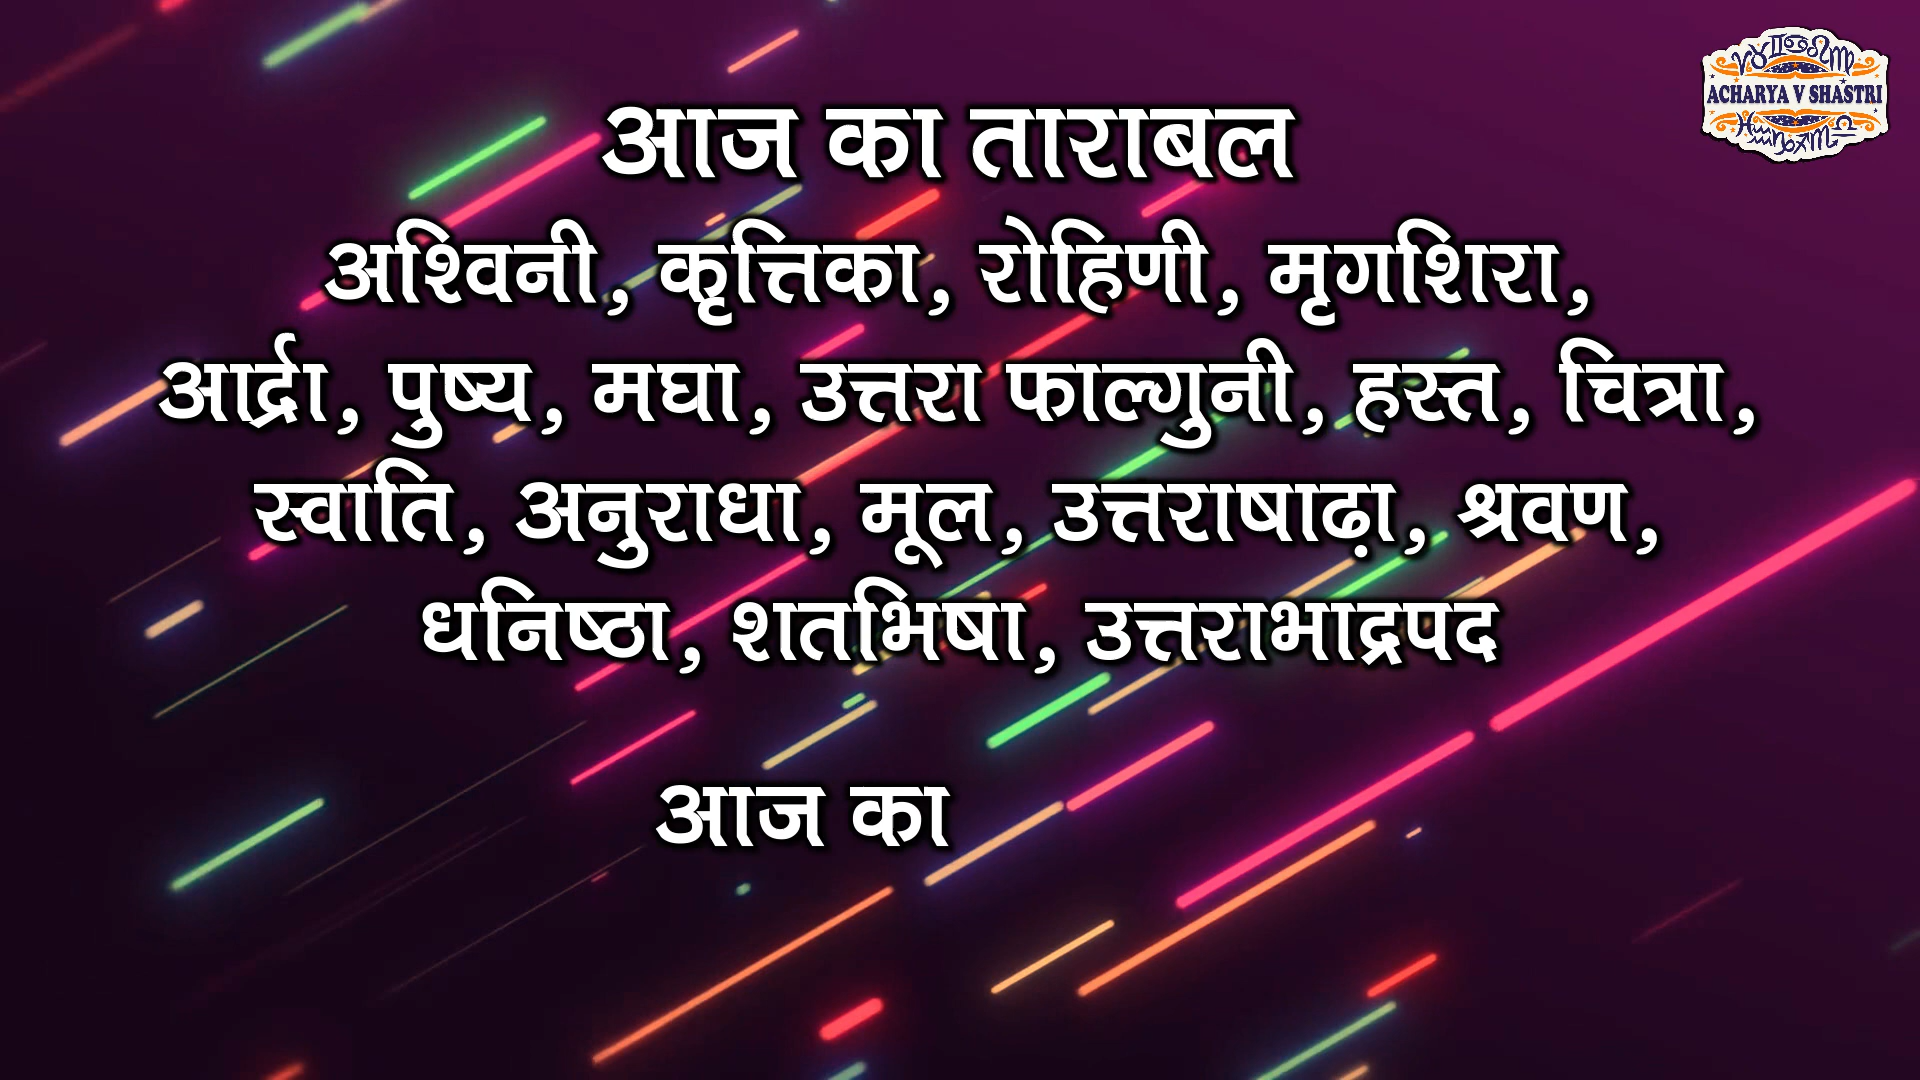 ACHARYA V SHASTRI
आज का ताराबल
अश्विनी, कृत्तिका, रोहिणी, मृगशिरा,
आर्द्रा, पुष्य, मघा, उत्तरा फाल्गुनी, हस्त, चित्रा,
स्वाति, अनुराधा, मूल, उत्तराषाढ़ा, श्रवण,
धनिष्ठा, शतभिषा, उत्तराभाद्रपद
आज का